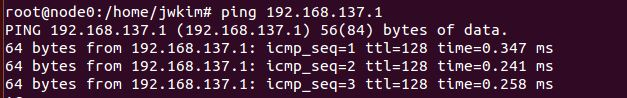 root@node0:/home/jwkim# ping 192.168.137.1
PING 192.168.137.1 (192.168.137.1) 56(84) bytes of data.
64 bytes from 192.168.137.1: icmp_seq=1 ttl=128 time=0.347 ms
64 bytes from 192.168.137.1: icmp_seq=2 ttl=128 time=0.241 ms
64 bytes from 192.168.137.1: icmp_seq=3 ttl=128 time=0.258 ms